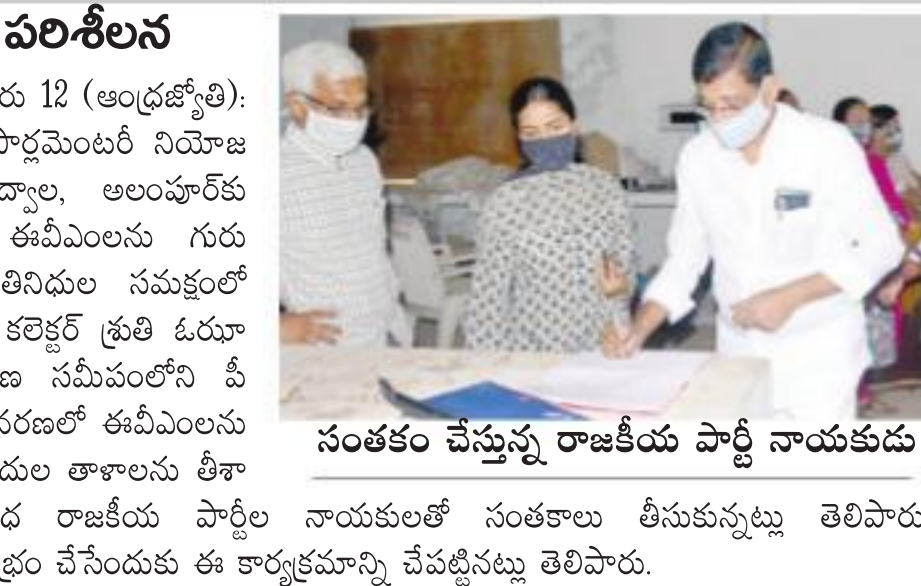 పరిశీలన
రు 12 (ఆంధ్రజ్యోతి):
పార్లమెంటరీ నియోజ
ద్వాల, అలంపూర్‌కు
ఈవీఎంలను గురు
తినిధుల సమక్షంలో
కలెక్టర్ శ్రుతి ఓఝా
ణ సమీపంలోని పీ
వరణలో ఈవీఎంలను
దుల తాళాలను తీశా
ధ రాజకీయ పార్టీల నాయకులతో సంతకాలు తీసుకున్నట్లు తెలిపారు
భం చేసేందుకు ఈ కార్యక్రమాన్ని చేపట్టినట్లు తెలిపారు.
సంతకం చేస్తున్న రాజకీయ పార్టీ నాయకుడు